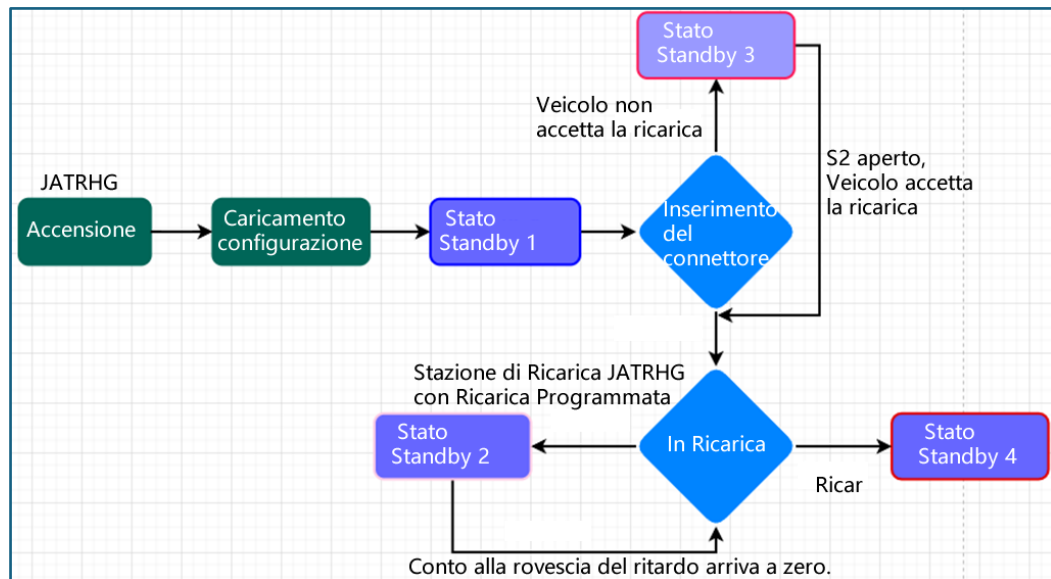 Stato
Standby 3
Veicolo non
accetta la ricarica
S2 aperto,
Veicolo accetta
la ricarica
JATRHG
Accensione
Caricamento
configurazione
Stato
Standby 1
Inserimento
del
connettore
Stazione di Ricarica JATRHG
con Ricarica Programmata
Stato
Standby 2
In Ricarica
Stato
Standby 4
Ricar
Conto alla rovescia del ritardo arriva a zero.